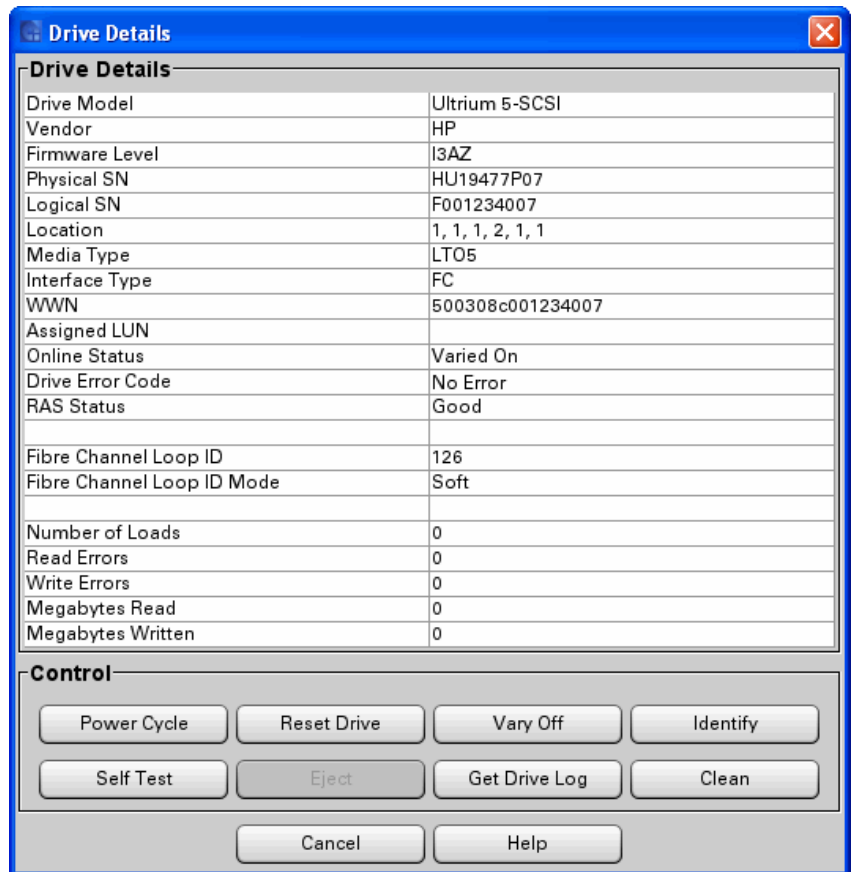 Drive Details
Drive Details
Drive Model Ultrium 5-SCSI
Vendor HP
Firmware Level I3AZ
Physical SN HU19477P07
Logical SN F001234007
Location 1, 1, 1, 2, 1, 1
Media Type LTO5
Interface Type FC
WWN 500308c001234007
Assigned LUN
Online Status Varied On
Drive Error Code No Error
RAS Status Good
Fibre Channel Loop ID 126
Fibre Channel Loop ID Mode Soft
Number of Loads 0
Read Errors 0
Write Errors 0
Megabytes Read 0
Megabytes Written 0
Control
Power Cycle Reset Drive Vary Off Identify
Self Test Eject Get Drive Log Clean
Cancel Help